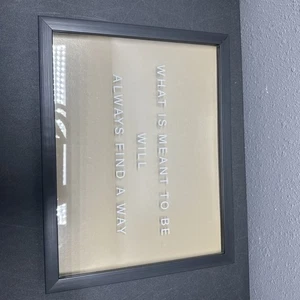 WHAT IS MEANT TO BE
WILL
ALWAYS FIND A WAY